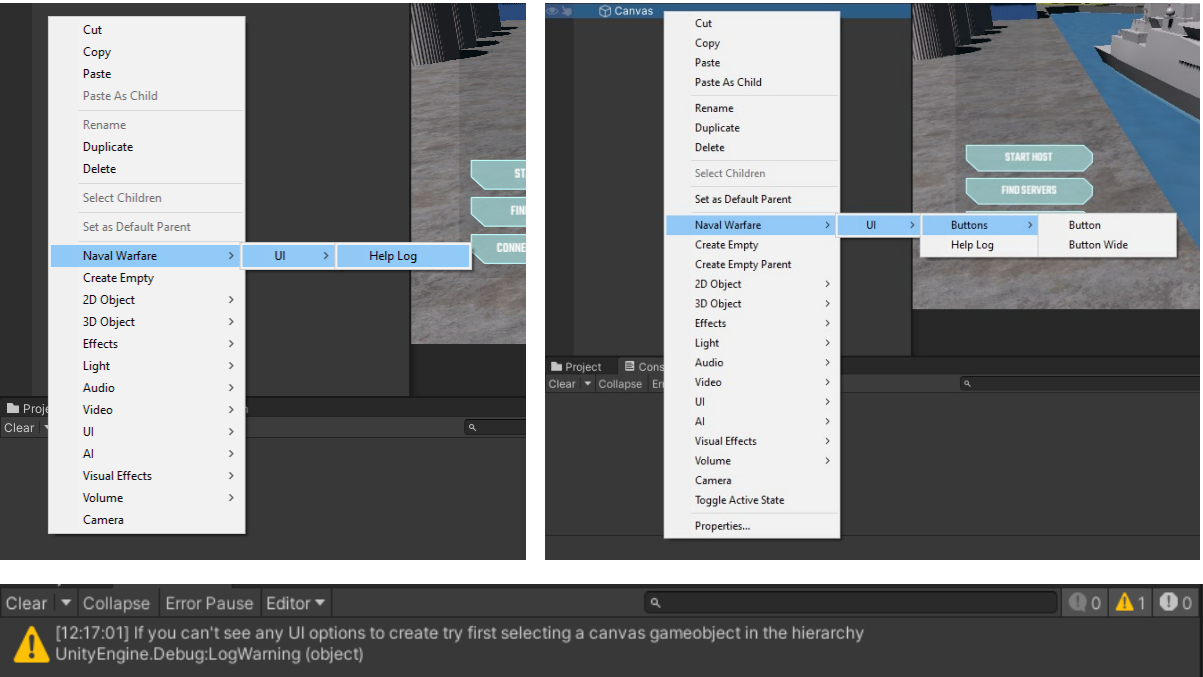 Cut
Copy
Paste
Paste As Child
Rename
Duplicate
Delete
Select Children
Set as Default Parent
Naval Warfare
UI
Help Log
Create Empty
2D Object
3D Object
Effects
Light
Audio
Video
UI
AI
Visual Effects
Volume
Camera
ST
FIN
CONNE
Proje
Clear
Canvas
Cut
Copy
Paste
Paste As Child
Rename
Duplicate
Delete
Select Children
Set as Default Parent
Naval Warfare
UI
Buttons
Button
Help Log
Button Wide
Create Empty
Create Empty Parent
2D Object
3D Object
Effects
Light
Audio
Video
UI
AI
Visual Effects
Volume
Camera
Toggle Active State
Properties...
START HOST
FIND SERVERS
Project
Cons
Clear
Collapse
Er
Clear
Collapse
Error Pause
Editor
0
1
0
[12:17:01] If you can't see any UI options to create try first selecting a canvas gameobject in the hierarchy
UnityEngine.Debug:LogWarning (object)